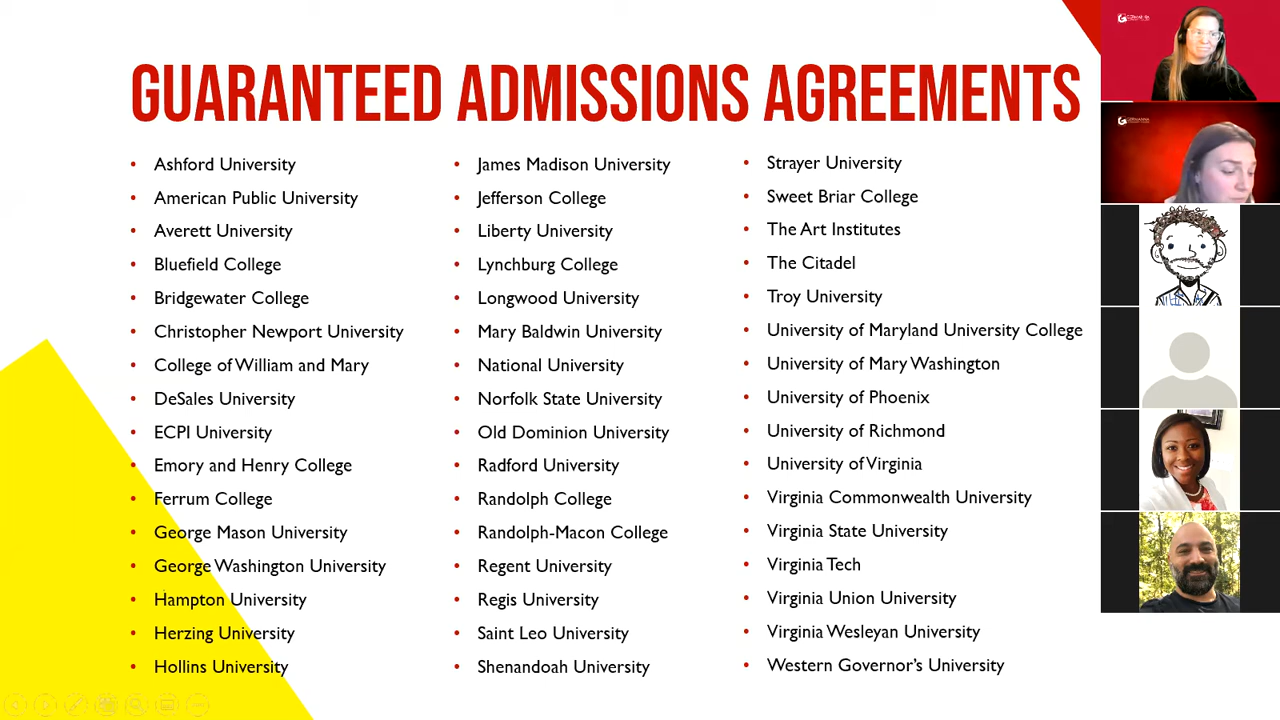 GUARANTEED ADMISSIONS AGREEMENTS
• Ashford University
• American Public University
• Averett University
• Bluefield College
• Bridgewater College
• Christopher Newport University
• College of William and Mary
• DeSales University
• ECPI University
• Emory and Henry College
• Ferrum College
• George Mason University
• George Washington University
• Hampton University
• Herzing University
• Hollins University
• James Madison University
• Jefferson College
• Liberty University
• Lynchburg College
• Longwood University
• Mary Baldwin University
• National University
• Norfolk State University
• Old Dominion University
• Radford University
• Randolph College
• Randolph-Macon College
• Regent University
• Regis University
• Saint Leo University
• Shenandoah University
• Strayer University
• Sweet Briar College
• The Art Institutes
• The Citadel
• Troy University
• University of Maryland University College
• University of Mary Washington
• University of Phoenix
• University of Richmond
• University of Virginia
• Virginia Commonwealth University
• Virginia State University
• Virginia Tech
• Virginia Union University
• Virginia Wesleyan University
• Western Governor's University